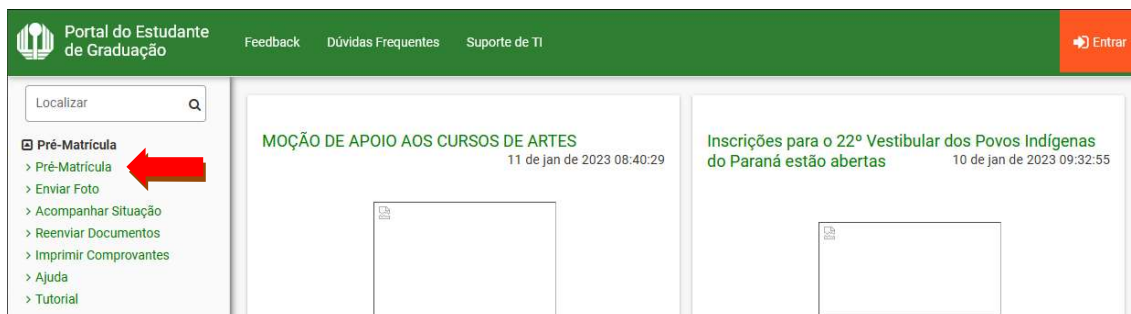 Portal do Estudante
de Graduação
Feedback
Dúvidas Frequentes
Suporte de TI
Entrar
Localizar
Pré-Matrícula
> Pré-Matrícula
> Enviar Foto
> Acompanhar Situação
> Reenviar Documentos
> Imprimir Comprovantes
> Ajuda
> Tutorial
MOÇÃO DE APOIO AOS CURSOS DE ARTES
11 de jan de 2023 08:40:29
Inscrições para o 22º Vestibular dos Povos Indígenas
do Paraná estão abertas 10 de jan de 2023 09:32:55